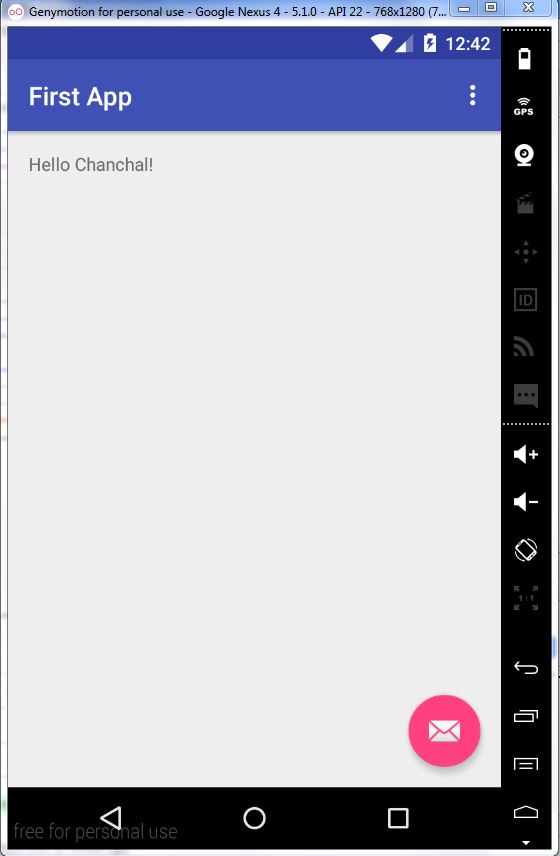 Genymotion for personal use - Google Nexus 4 - 5.1.0 - API 22 - 768x1280 (7...
12:42
First App
GPS
Hello Chanchal!
ID
1:1
free for personal use